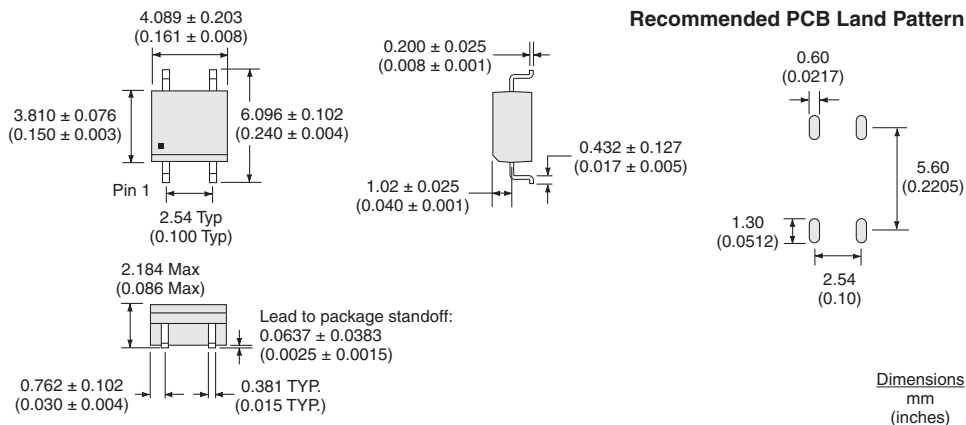 4.089 ± 0.203
(0.161 ± 0.008)
3.810 ± 0.076
(0.150 ± 0.003)
6.096 ± 0.102
(0.240 ± 0.004)
Pin 1
2.54 Typ
(0.100 Typ)
0.200 ± 0.025
(0.008 ± 0.001)
0.432 ± 0.127
(0.017 ± 0.005)
1.02 ± 0.025
(0.040 ± 0.001)
Recommended PCB Land Pattern
0.60
(0.0217)
5.60
(0.2205)
1.30
(0.0512)
2.54
(0.10)
2.184 Max
(0.086 Max)
Lead to package standoff:
0.0637 ± 0.0383
(0.0025 ± 0.0015)
0.762 ± 0.102
(0.030 ± 0.004)
0.381 TYP.
(0.015 TYP.)
Dimensions
mm
(inches)